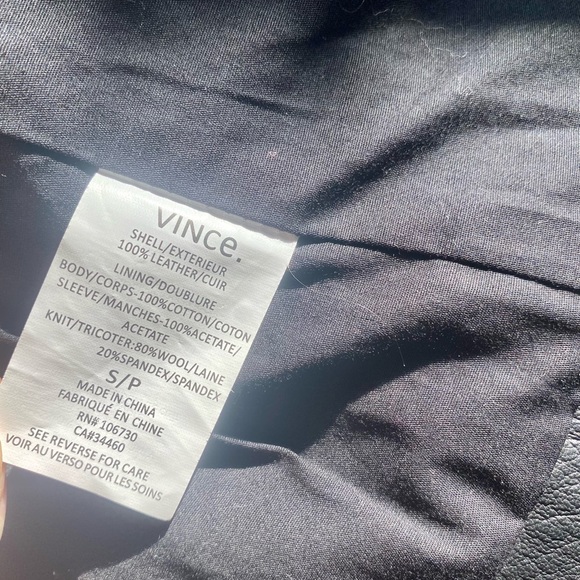 VINCe.
SHELL/EXTERIEUR
100% LEATHER/CUIR
LINING/DOUBLURE
BODY/CORPS-100%COTTON/COTON
SLEEVE/MANCHES-100%ACETATE/
ACETATE
KNIT/TRICOTER:80%WOOL/LAINE
20%SPANDEX/SPANDEX
S/P
MADE IN CHINA
FABRIQUÉ EN CHINE
RN# 106730
CA#34460
SEE REVERSE FOR CARE
VOIR AU VERSO POUR LES SOINS